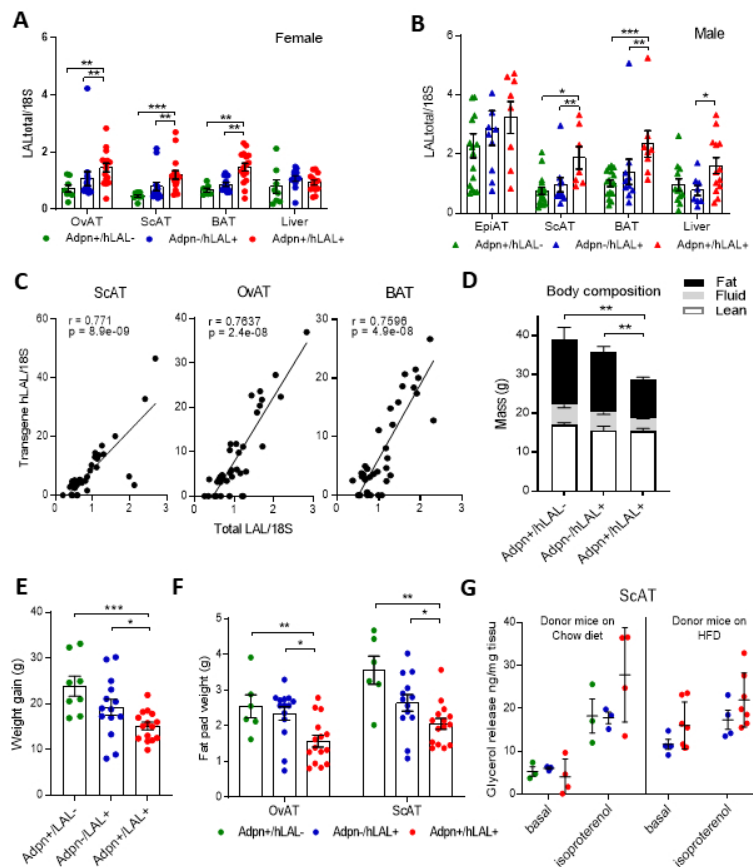 A
Female
LALtotal/18S
6
4
2
0
** ** *** ** ** **
OvAT ScAT BAT Liver
Adpn+/hLAL- Adpn-/hLAL+ Adpn+/hLAL+
B
Male
LALtotal/18S
6
4
2
0
* ** *** ** *
EpiAT ScAT BAT Liver
Adpn+/hLAL- Adpn-/hLAL+ Adpn+/hLAL+
C
ScAT OvAT BAT
r = 0.771
p = 8.9e-09
r = 0.7637
p = 2.4e-08
r = 0.7596
p = 4.9e-08
Transgene hLAL/18S
60
40
20
0
0 1 2 3
40
30
20
10
0
0 1 2 3
30
20
10
0
0 1 2 3
Total LAL/18S
D
Body composition
Fat
Fluid
Lean
** **
Mass (g)
40
30
20
10
0
Adpn+/hLAL- Adpn-/hLAL+ Adpn+/hLAL+
E
*** *
Weight gain (g)
40
30
20
10
0
Adpn+/LAL- Adpn-/LAL+ Adpn+/LAL+
F
** * ** *
Fat pad weight (g)
5
4
3
2
1
0
OvAT ScAT
Adpn+/hLAL- Adpn-/hLAL+ Adpn+/hLAL+
G
ScAT
Donor mice on
Chow diet
Donor mice on
HFD
Glycerol release ng/mg tissu
40
30
20
10
0
basal isoproterenol basal isoproterenol